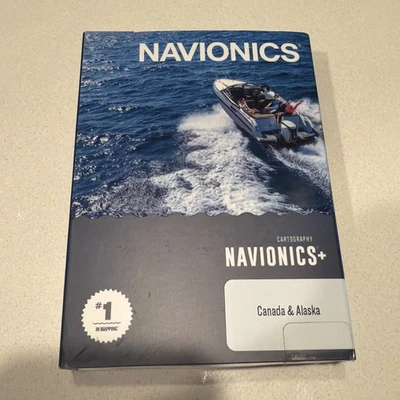 NAVIONICS
CARTOGRAPHY
NAVIONICS+
#1
IN MAPPING
Canada & Alaska